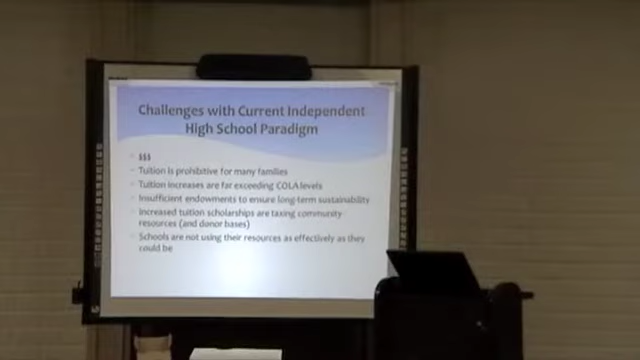 Challenges with Current Independent
High School Paradigm
$$$
Tuition is prohibitive for many families
Tuition increases are far exceeding COLA levels
Insufficient endowments to ensure long-term sustainability
Increased tuition scholarships are taxing community
resources (and donor bases)
Schools are not using their resources as effectively as they
could be